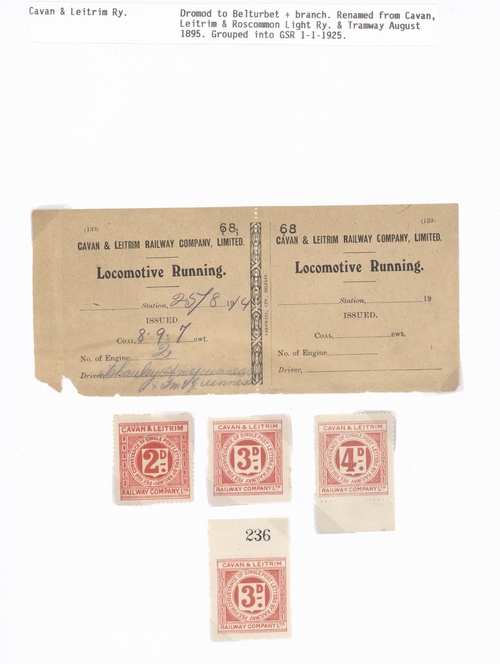 Cavan & Leitrim Ry.
Dromod to Belturbet + branch. Renamed from Cavan,
Leitrim & Roscommon Light Ry. & Tramway August
1895. Grouped into GSR 1-1-1925.
(139)
68
CAVAN & LEITRIM RAILWAY COMPANY, LIMITED.
Locomotive Running.
Station, 25/8 1914
ISSUED.
Coal, 8.9.7 cwt.
No. of Engine 2
Driver,
(139)
68
CAVAN & LEITRIM RAILWAY COMPANY, LIMITED.
Locomotive Running.
Station, 19
ISSUED.
Coal, cwt.
No. of Engine
Driver,
CAVAN & LEITRIM
2D.
RAILWAY COMPANY LTD.
CAVAN & LEITRIM
3D.
RAILWAY COMPANY LTD.
CAVAN & LEITRIM
4D.
RAILWAY COMPANY LTD.
236
CAVAN & LEITRIM
3D.
RAILWAY COMPANY LTD.